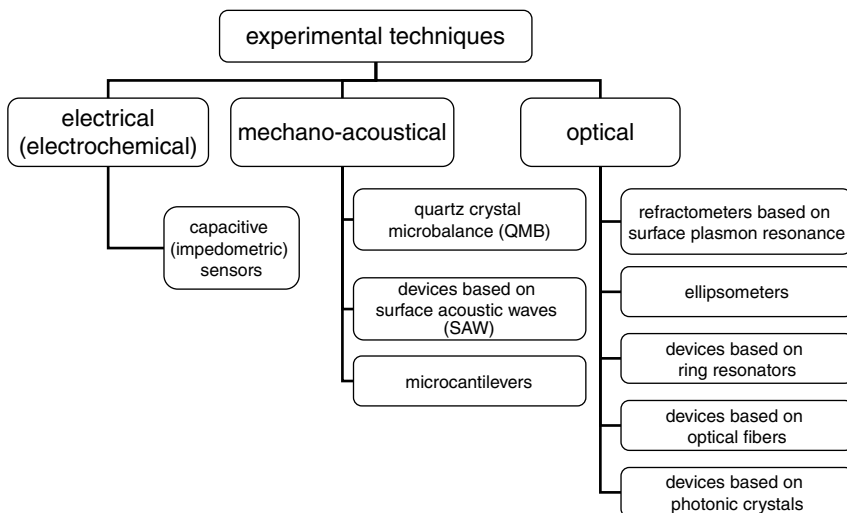 experimental techniques
electrical
(electrochemical)
mechano-acoustical
optical
capacitive
(impedometric)
sensors
quartz crystal
microbalance (QMB)
devices based on
surface acoustic waves
(SAW)
microcantilevers
refractometers based on
surface plasmon resonance
ellipsometers
devices based on
ring resonators
devices based on
optical fibers
devices based on
photonic crystals